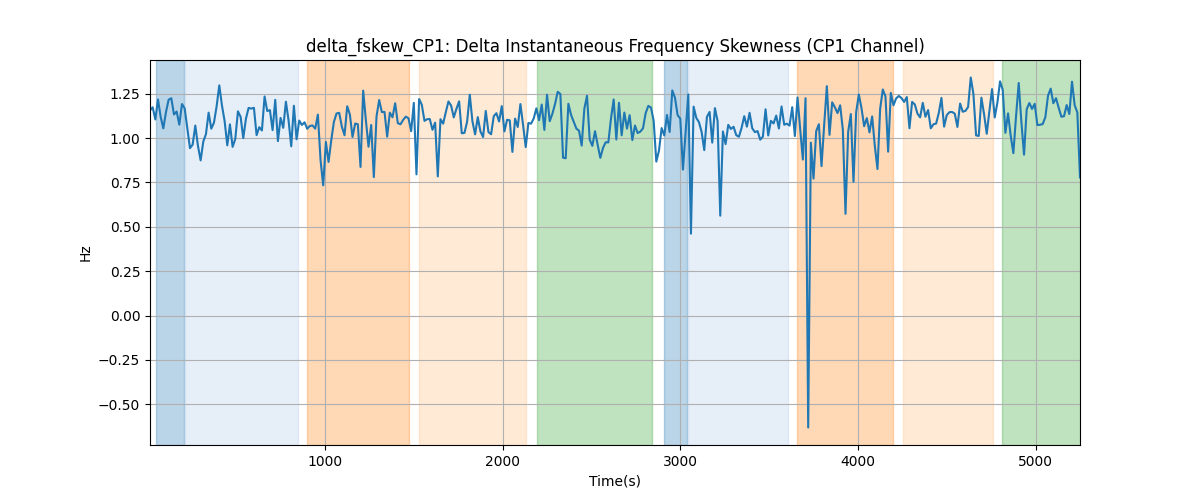 delta_fskew_CP1: Delta Instantaneous Frequency Skewness (CP1 Channel)
Hz
1.25
1.00
0.75
0.50
0.25
0.00
−0.25
−0.50
1000 2000 3000 4000 5000
Time(s)